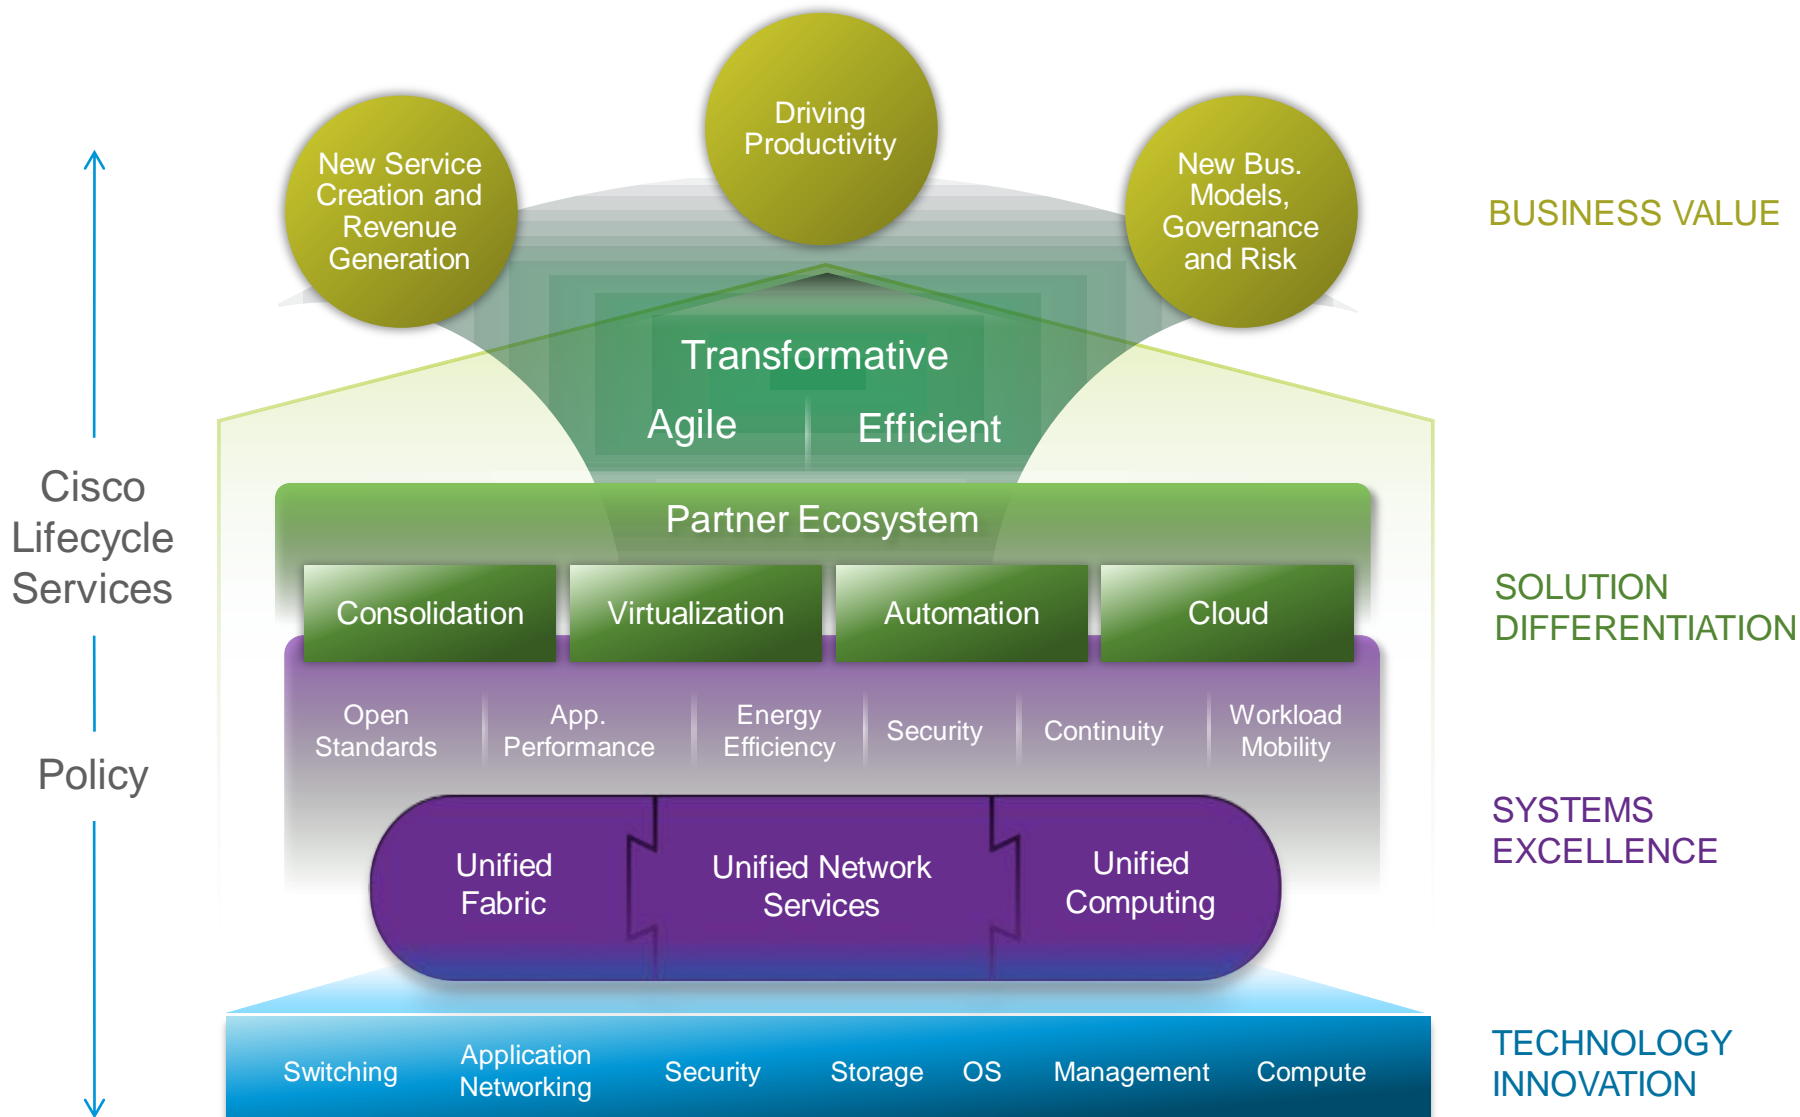 Driving
Productivity
New Service
Creation and
Revenue
Generation
New Bus.
Models,
Governance
and Risk
BUSINESS VALUE
Transformative
Agile
Efficient
Cisco
Lifecycle
Services
Partner Ecosystem
Consolidation
Virtualization
Automation
Cloud
SOLUTION
DIFFERENTIATION
Open
Standards
App.
Performance
Energy
Efficiency
Security
Continuity
Workload
Mobility
Policy
Unified
Fabric
Unified Network
Services
Unified
Computing
SYSTEMS
EXCELLENCE
Switching
Application
Networking
Security
Storage
OS
Management
Compute
TECHNOLOGY
INNOVATION